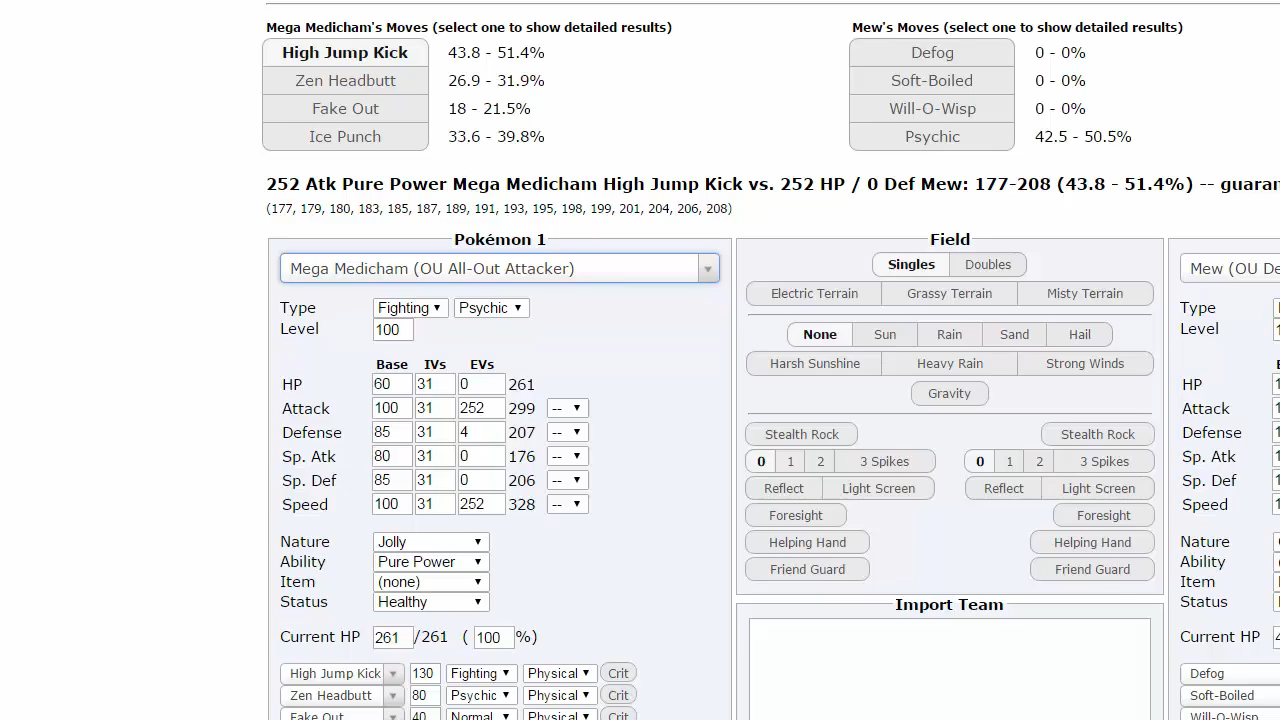 Mega Medicham's Moves (select one to show detailed results)
High Jump Kick 43.8 - 51.4%
Zen Headbutt 26.9 - 31.9%
Fake Out 18 - 21.5%
Ice Punch 33.6 - 39.8%
Mew's Moves (select one to show detailed results)
Defog 0 - 0%
Soft-Boiled 0 - 0%
Will-O-Wisp 0 - 0%
Psychic 42.5 - 50.5%
252 Atk Pure Power Mega Medicham High Jump Kick vs. 252 HP / 0 Def Mew: 177-208 (43.8 - 51.4%) -- guaran
(177, 179, 180, 183, 185, 187, 189, 191, 193, 195, 198, 199, 201, 204, 206, 208)
Pokémon 1
Mega Medicham (OU All-Out Attacker)
Type Fighting Psychic
Level 100
Base IVs EVs
HP 60 31 0 261
Attack 100 31 252 299 --
Defense 85 31 4 207 --
Sp. Atk 80 31 0 176 --
Sp. Def 85 31 0 206 --
Speed 100 31 252 328 --
Nature Jolly
Ability Pure Power
Item (none)
Status Healthy
Current HP 261 /261 ( 100 %)
High Jump Kick 130 Fighting Physical Crit
Zen Headbutt 80 Psychic Physical Crit
Fake Out 40 Normal Physical Crit
Field
Singles Doubles
Electric Terrain Grassy Terrain Misty Terrain
None Sun Rain Sand Hail
Harsh Sunshine Heavy Rain Strong Winds
Gravity
Stealth Rock Stealth Rock
0 1 2 3 Spikes 0 1 2 3 Spikes
Reflect Light Screen Reflect Light Screen
Foresight Foresight
Helping Hand Helping Hand
Friend Guard Friend Guard
Import Team
Mew (OU De
Type
Level 1
HP 1
Attack 1
Defense 1
Sp. Atk 1
Sp. Def 1
Speed 1
Nature
Ability
Item
Status
Current HP 4
Defog
Soft-Boiled
Will-O-Wisp